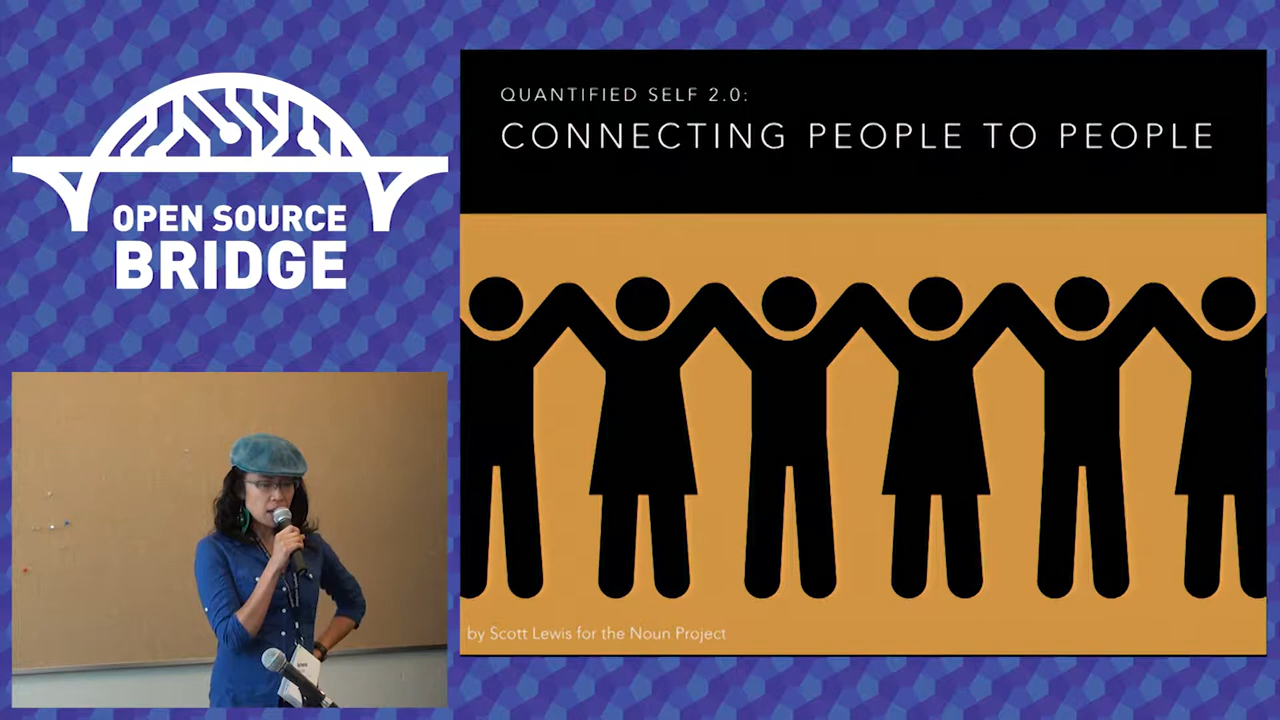 OPEN SOURCE
BRIDGE
QUANTIFIED SELF 2.0:
CONNECTING PEOPLE TO PEOPLE
by Scott Lewis for the Noun Project